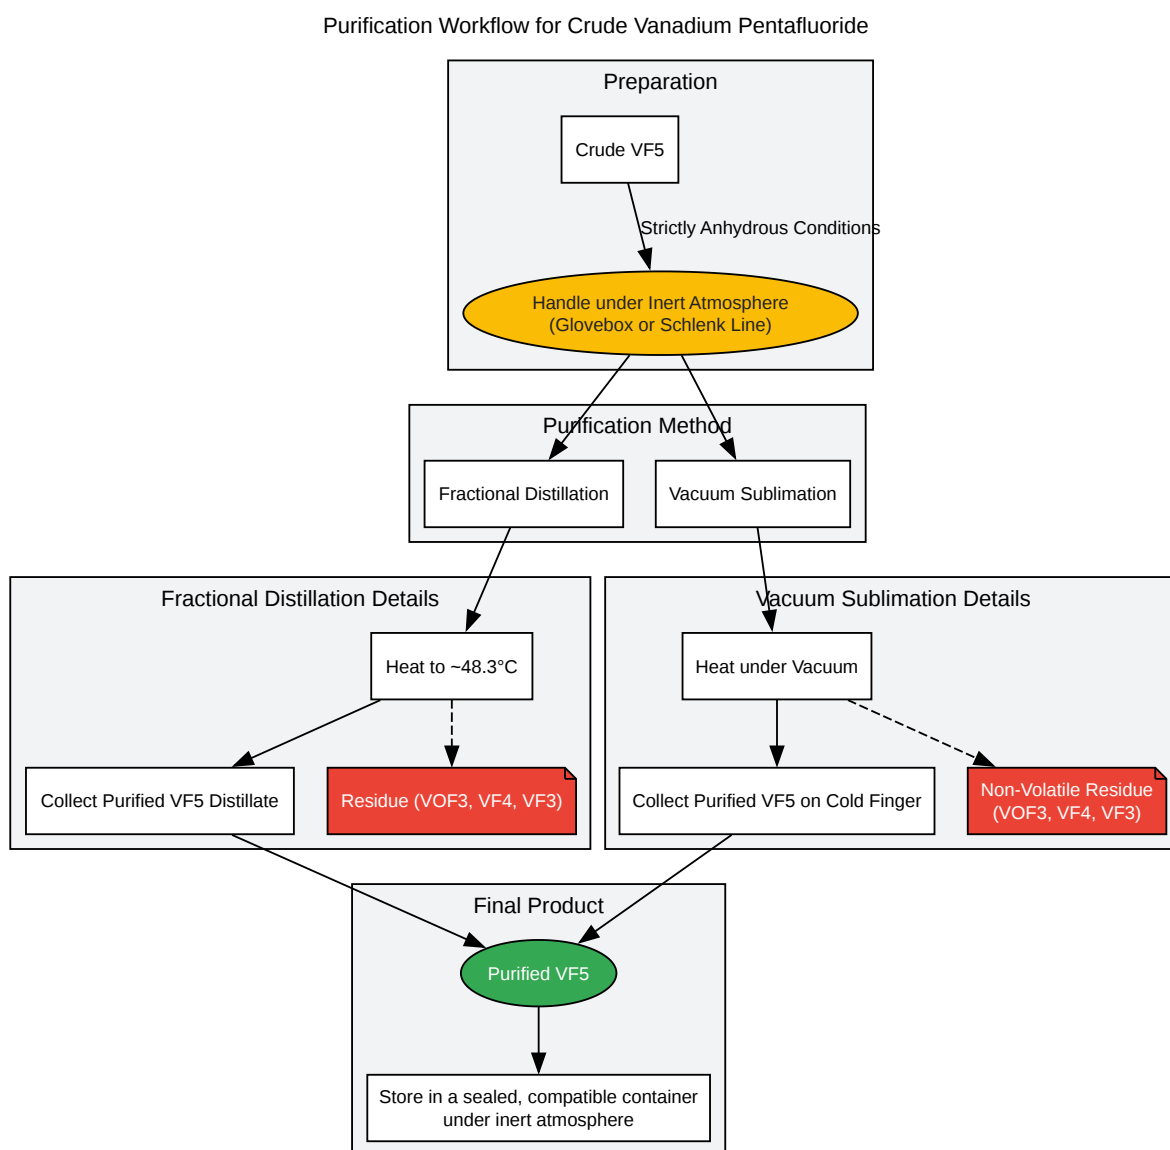 Purification Workflow for Crude Vanadium Pentafluoride
Preparation
Crude VF5
Strictly Anhydrous Conditions
Handle under Inert Atmosphere
(Glovebox or Schlenk Line)
Purification Method
Fractional Distillation
Vacuum Sublimation
Fractional Distillation Details
Heat to ~48.3°C
Collect Purified VF5 Distillate
Residue (VOF3, VF4, VF3)
Vacuum Sublimation Details
Heat under Vacuum
Collect Purified VF5 on Cold Finger
Non-Volatile Residue
(VOF3, VF4, VF3)
Final Product
Purified VF5
Store in a sealed, compatible container
under inert atmosphere